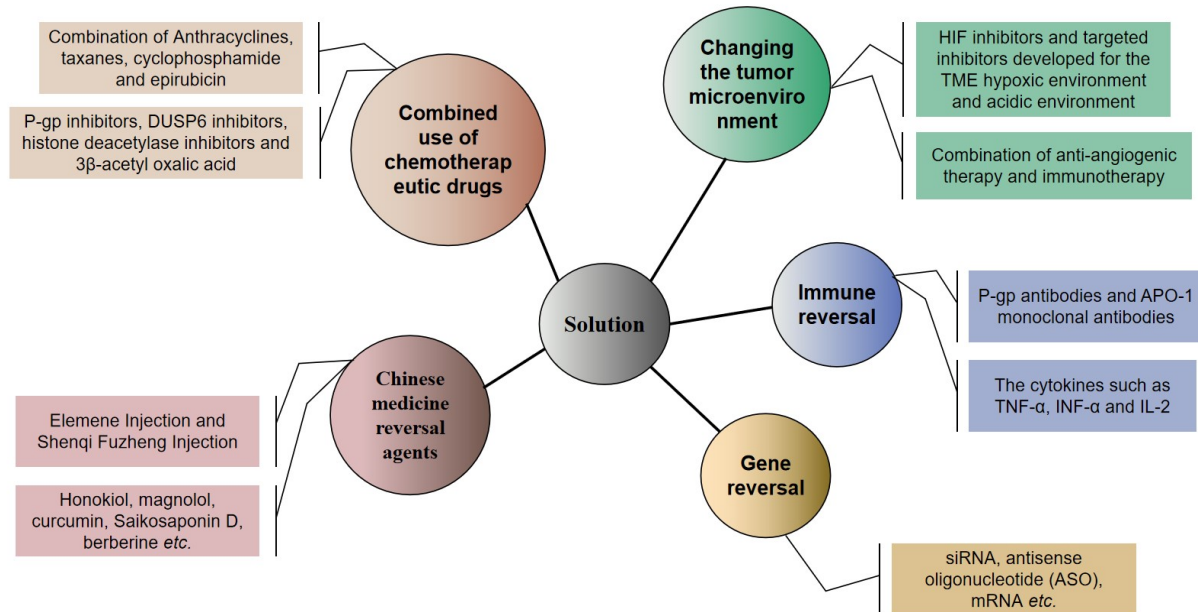 Combination of Anthracyclines,
taxanes, cyclophosphamide
and epirubicin
P-gp inhibitors, DUSP6 inhibitors,
histone deacetylase inhibitors and
3β-acetyl oxalic acid
Combined
use of
chemotherap
eutic drugs
Changing
the tumor
microenviro
nment
HIF inhibitors and targeted
inhibitors developed for the
TME hypoxic environment
and acidic environment
Combination of anti-angiogenic
therapy and immunotherapy
Solution
Immune
reversal
P-gp antibodies and APO-1
monoclonal antibodies
The cytokines such as
TNF-α, INF-α and IL-2
Chinese
medicine
reversal
agents
Elemene Injection and
Shenqi Fuzheng Injection
Honokiol, magnolol,
curcumin, Saikosaponin D,
berberine etc.
Gene
reversal
siRNA, antisense
oligonucleotide (ASO),
mRNA etc.